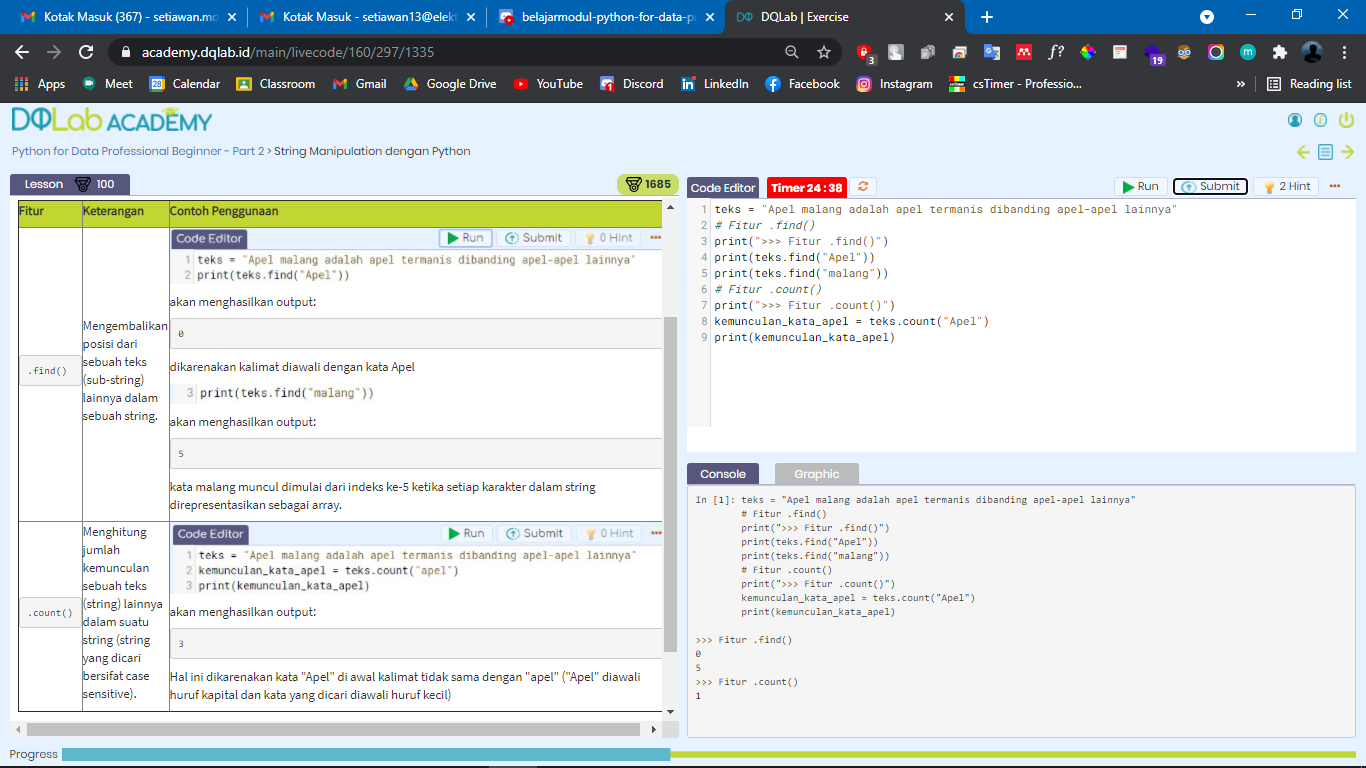 Kotak Masuk (367) - setiawan.mo
Kotak Masuk - setiawan13@elekt
belajarmodul-python-for-data-pr
DQLab | Exercise
academy.dqlab.id/main/livecode/160/297/1335
3
19
Apps
Meet
28
Calendar
Classroom
Gmail
Google Drive
YouTube
Discord
LinkedIn
Facebook
Instagram
csTimer - Professio...
»
Reading list
DQLab ACADEMY
Python for Data Professional Beginner - Part 2 > String Manipulation dengan Python
Lesson 100
1685
Fitur
Keterangan
Contoh Penggunaan
.find()
Mengembalikan
posisi dari
sebuah teks
(sub-string)
lainnya dalam
sebuah string.
Code Editor
Run
Submit
0 Hint
1 teks = "Apel malang adalah apel termanis dibanding apel-apel lainnya"
2 print(teks.find("Apel"))
akan menghasilkan output:
0
dikarenakan kalimat diawali dengan kata Apel
3 print(teks.find("malang"))
akan menghasilkan output:
5
kata malang muncul dimulai dari indeks ke-5 ketika setiap karakter dalam string
direpresentasikan sebagai array.
.count()
Menghitung
jumlah
kemunculan
sebuah teks
(string) lainnya
dalam suatu
string (string
yang dicari
bersifat case
sensitive).
Code Editor
Run
Submit
0 Hint
1 teks = "Apel malang adalah apel termanis dibanding apel-apel lainnya"
2 kemunculan_kata_apel = teks.count("apel")
3 print(kemunculan_kata_apel)
akan menghasilkan output:
3
Hal ini dikarenakan kata "Apel" di awal kalimat tidak sama dengan "apel" ("Apel" diawali
huruf kapital dan kata yang dicari diawali huruf kecil)
Progress
Code Editor
Timer 24 : 38
Run
Submit
2 Hint
1 teks = "Apel malang adalah apel termanis dibanding apel-apel lainnya"
2 # Fitur .find()
3 print(">>> Fitur .find()")
4 print(teks.find("Apel"))
5 print(teks.find("malang"))
6 # Fitur .count()
7 print(">>> Fitur .count()")
8 kemunculan_kata_apel = teks.count("Apel")
9 print(kemunculan_kata_apel)
Console
Graphic
In [1]: teks = "Apel malang adalah apel termanis dibanding apel-apel lainnya"
# Fitur .find()
print(">>> Fitur .find()")
print(teks.find("Apel"))
print(teks.find("malang"))
# Fitur .count()
print(">>> Fitur .count()")
kemunculan_kata_apel = teks.count("Apel")
print(kemunculan_kata_apel)
>>> Fitur .find()
0
5
>>> Fitur .count()
1